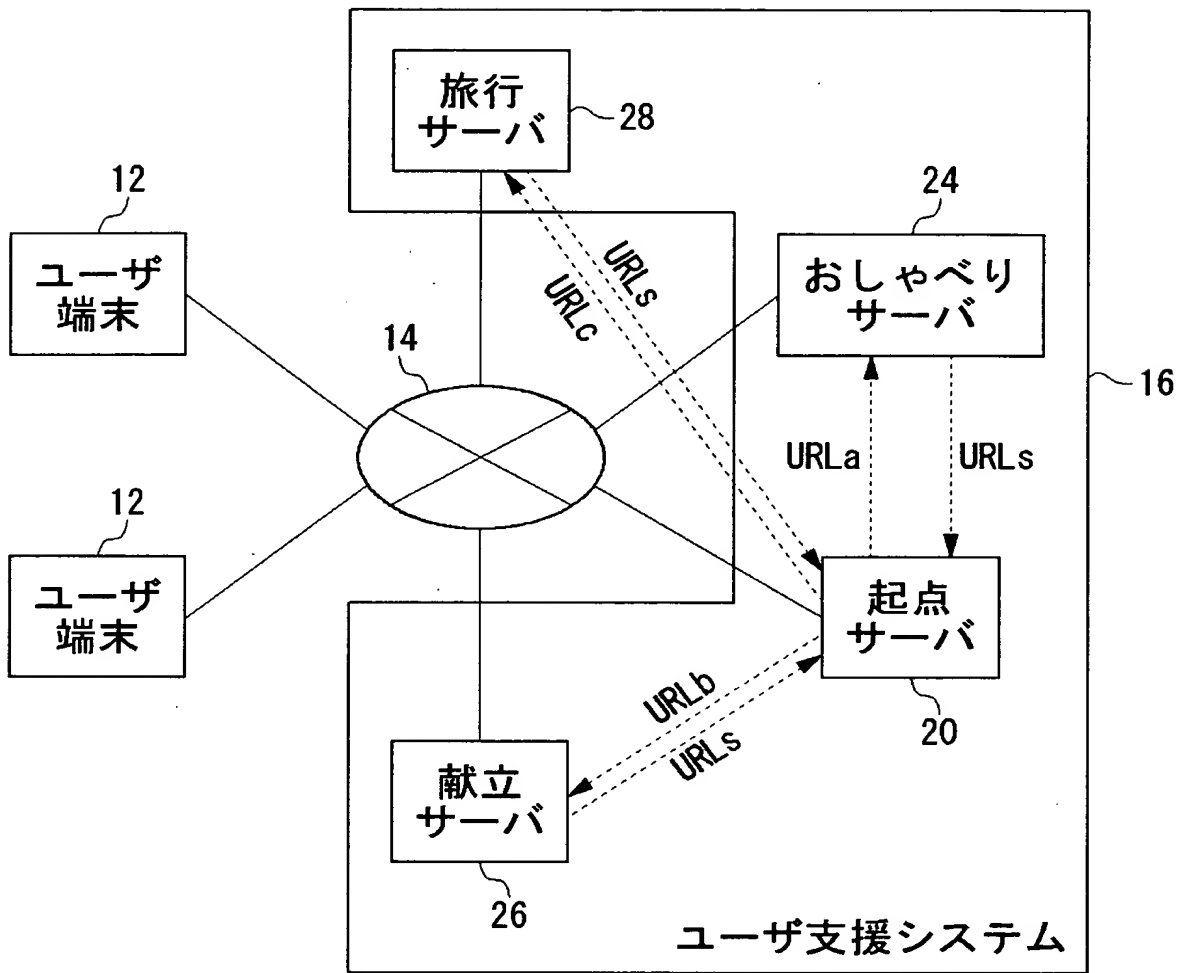 旅行
サーバ
28
12
ユーザ
端末
24
おしゃべり
サーバ
URLs
URLc
14
16
URLa
URLs
12
ユーザ
端末
起点
サーバ
20
URLb
URLs
献立
サーバ
26
ユーザ支援システム